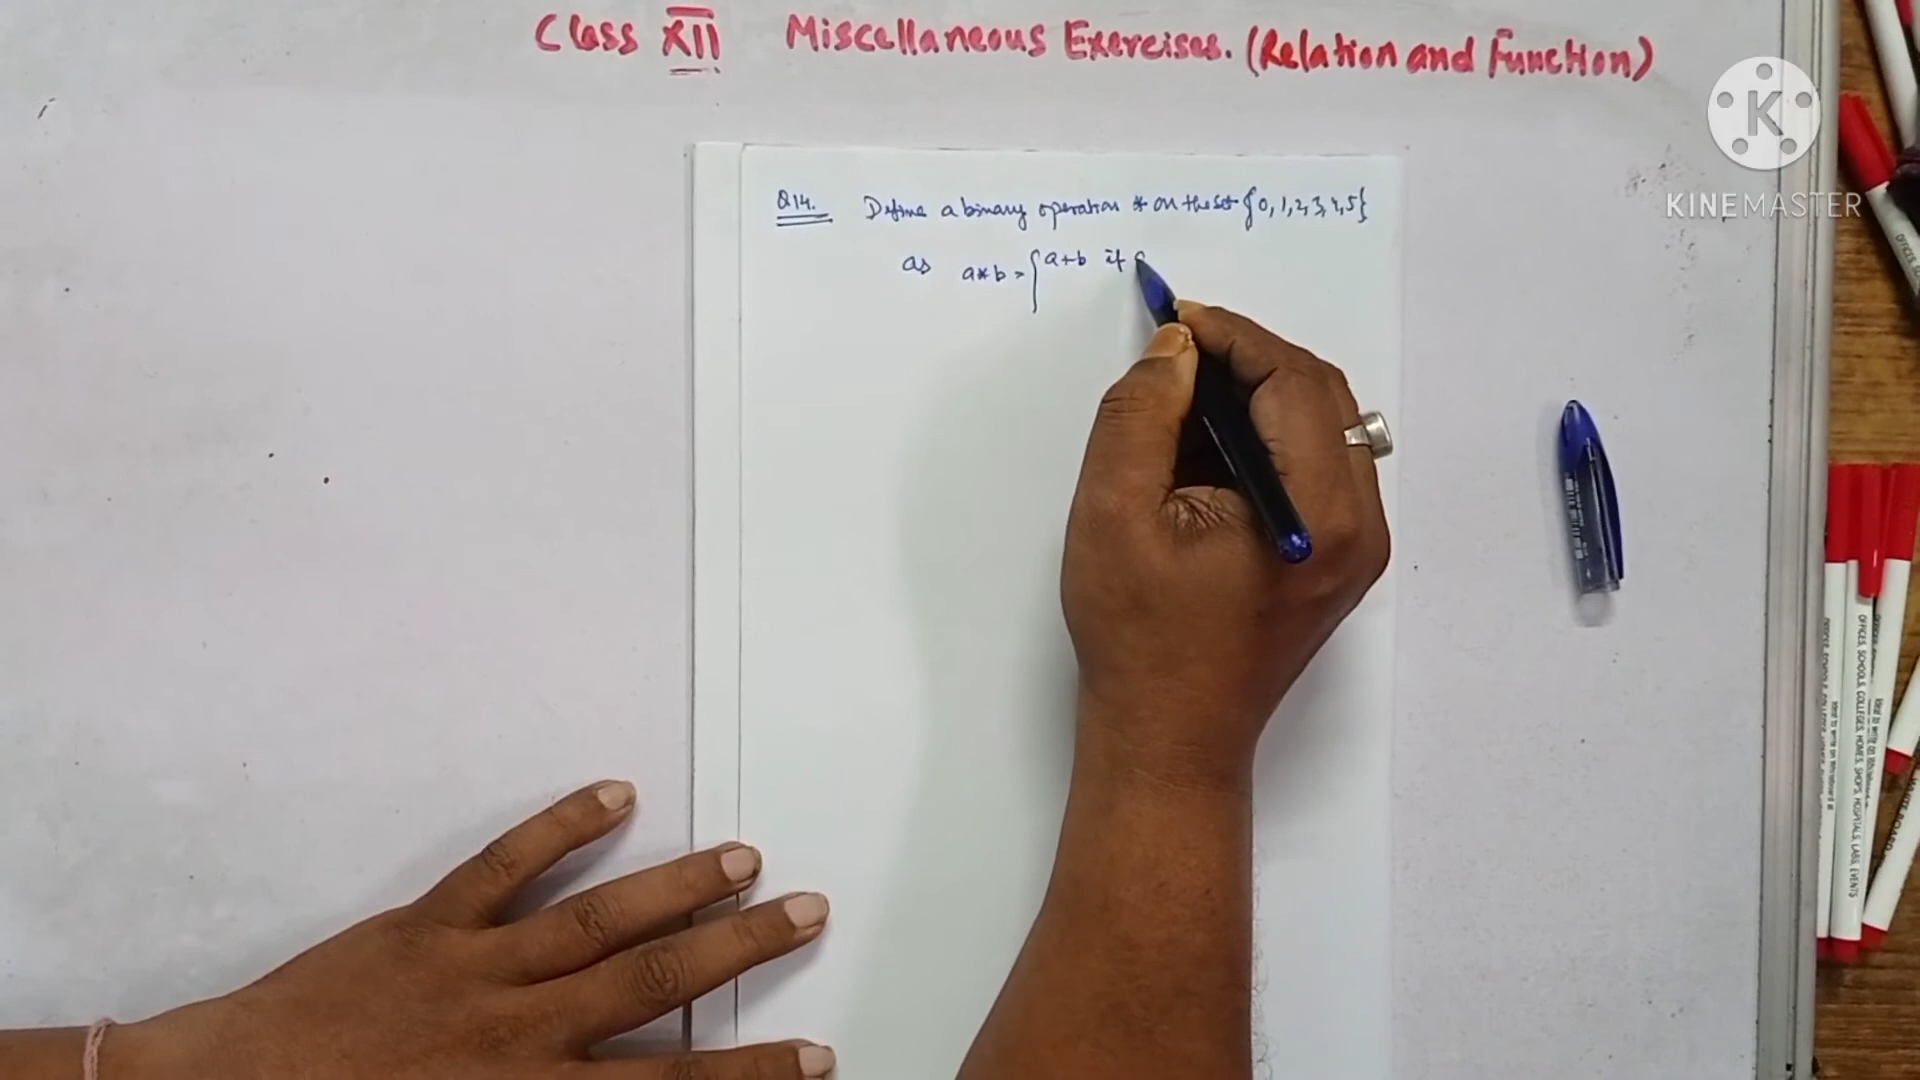 Class XII Miscellaneous Exercises. (Relation and Function)
K
KINEMASTER
Q14. Define a binary operation * on the set {0, 1, 2, 3, 4, 5}
as a*b = { a+b if a